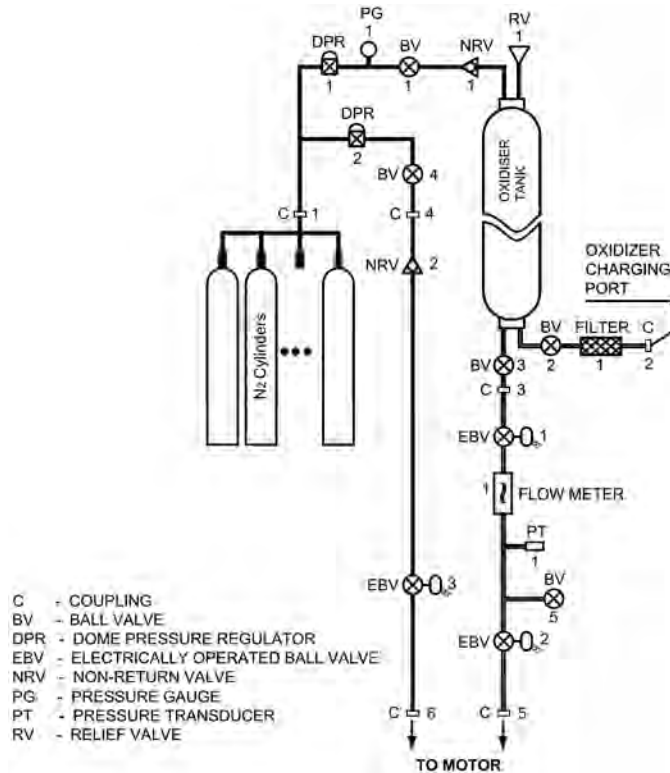 PG
1
RV
1
DPR
1
BV
1
NRV
1
DPR
2
BV 4
C 1
C 4
NRV 2
OXIDISER
TANK
N2 Cylinders
OXIDIZER
CHARGING
PORT
BV
2
FILTER
1
C
2
BV 3
C 3
EBV 1
1 FLOW METER
PT
1
BV
5
EBV 3
EBV 2
C 6
C 5
TO MOTOR
C - COUPLING
BV - BALL VALVE
DPR - DOME PRESSURE REGULATOR
EBV - ELECTRICALLY OPERATED BALL VALVE
NRV - NON-RETURN VALVE
PG - PRESSURE GAUGE
PT - PRESSURE TRANSDUCER
RV - RELIEF VALVE